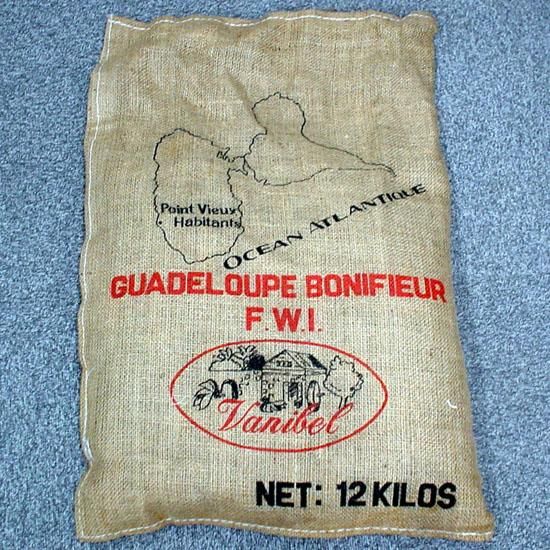 Point Vieux
Habitants
OCEAN ATLANTIQUE
GUADELOUPE BONIFIEUR
F.W.I.
Vanibel
NET: 12 KILOS